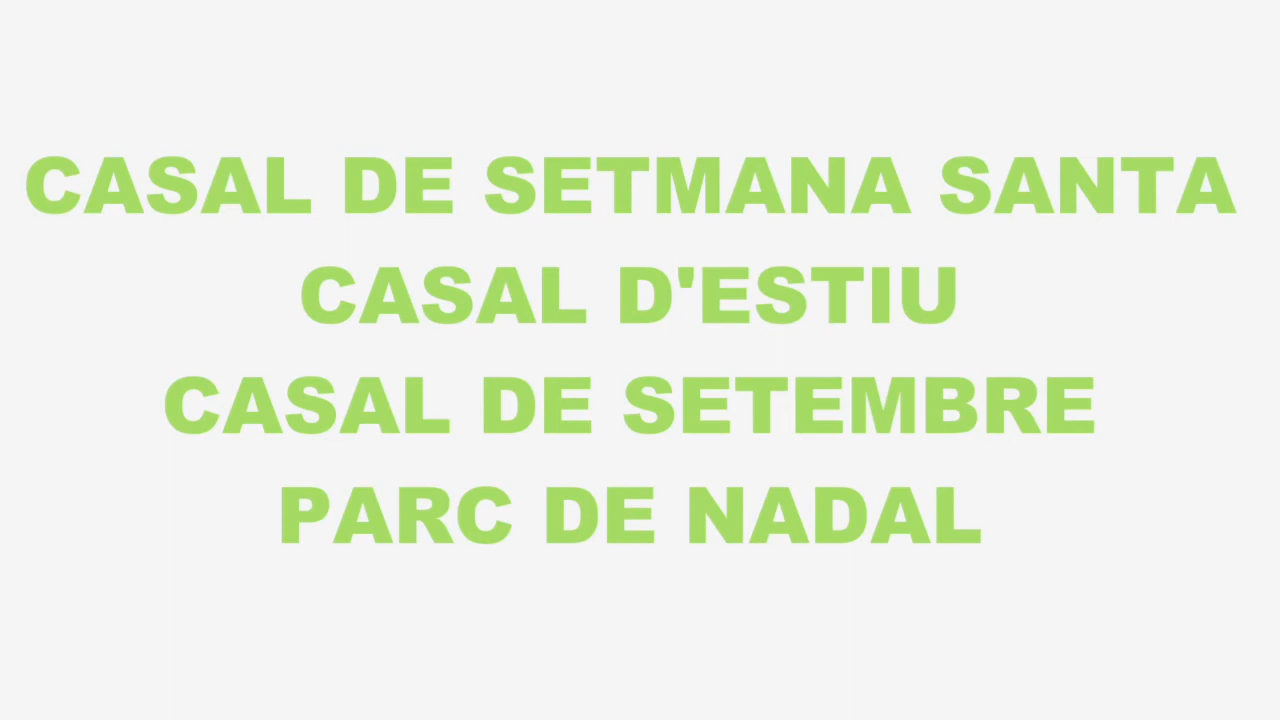 CASAL DE SETMANA SANTA
CASAL D'ESTIU
CASAL DE SETEMBRE
PARC DE NADAL